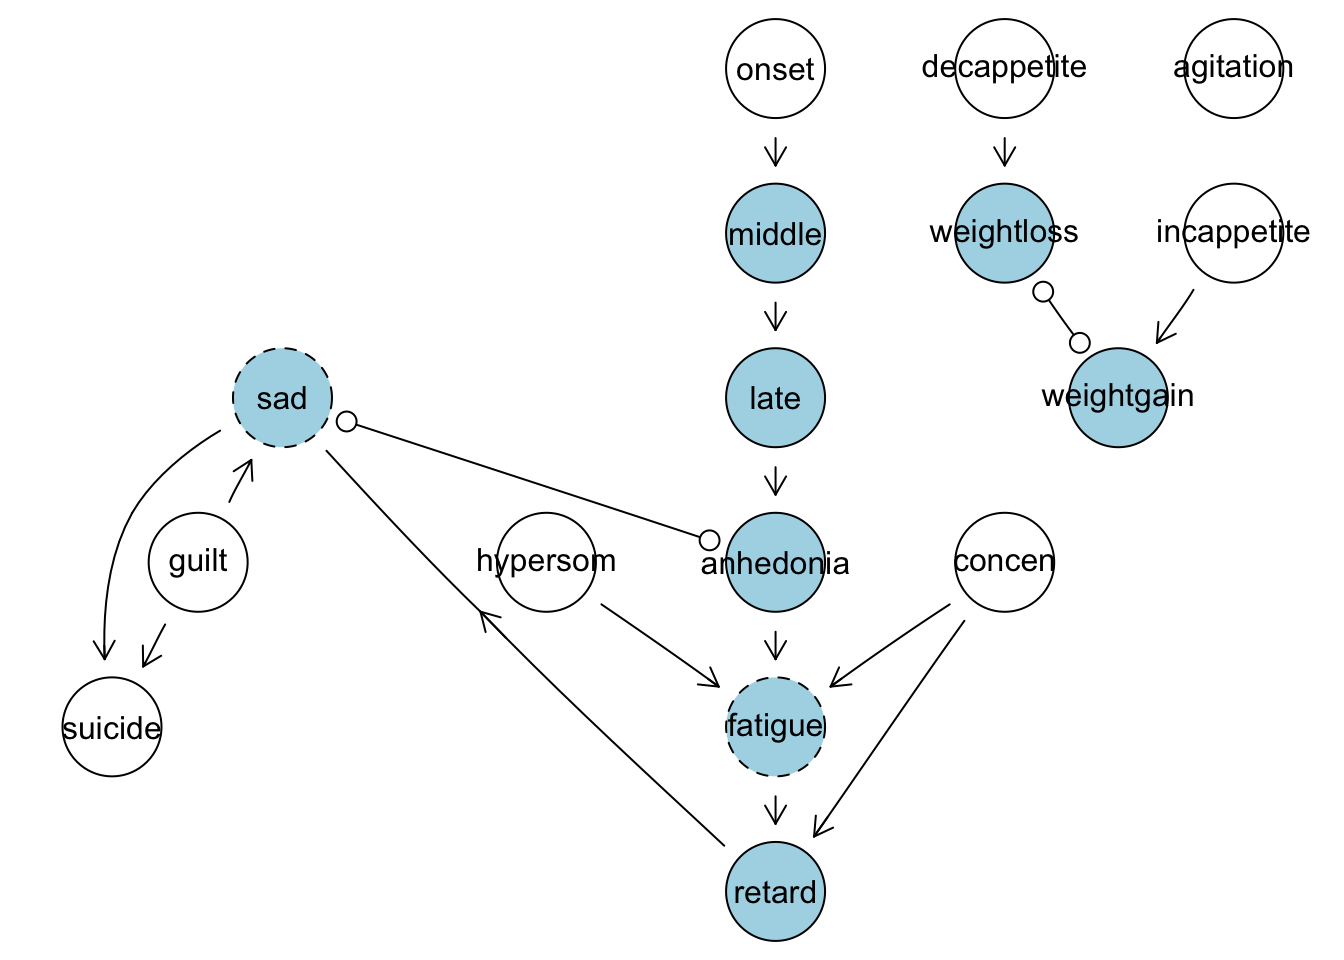 onset
decappetite
agitation
middle
weightloss
incappetite
sad
late
weightgain
guilt
hypersom
anhedonia
concen
suicide
fatigue
retard